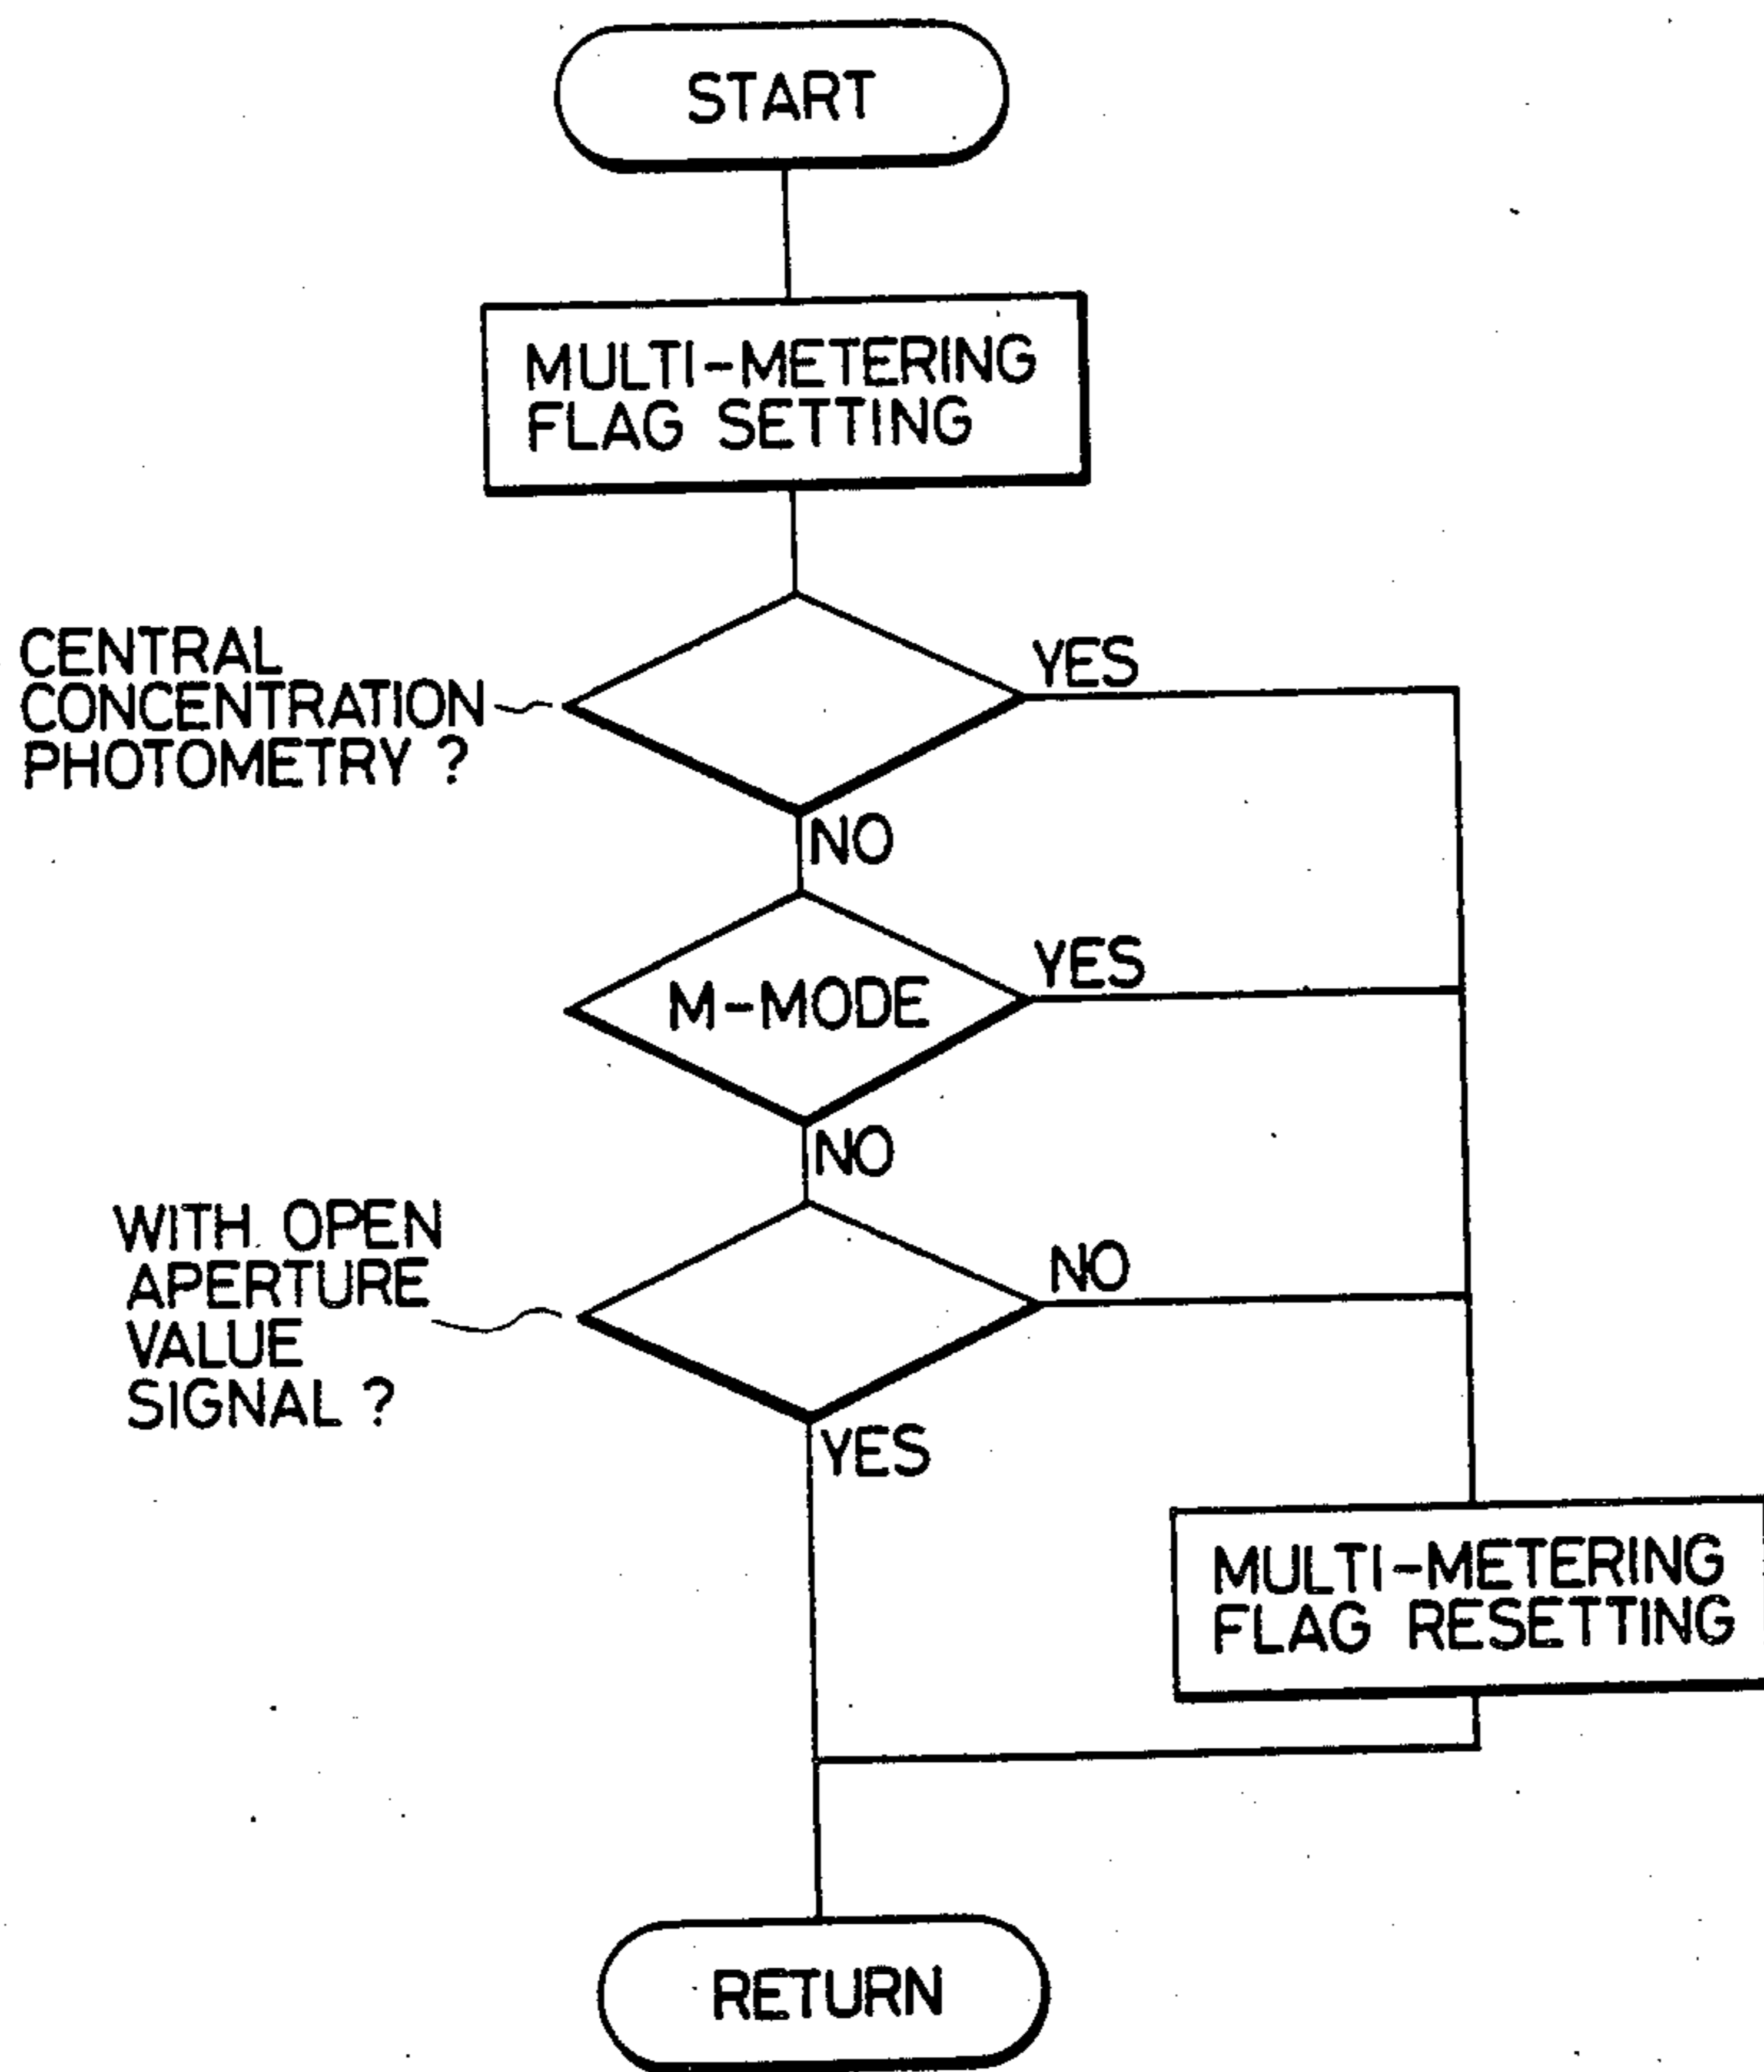 START
MULTI-METERING
FLAG SETTING
CENTRAL
CONCENTRATION
PHOTOMETRY ?
YES
NO
M-MODE
YES
NO
WITH OPEN
APERTURE
VALUE
SIGNAL ?
NO
YES
MULTI-METERING
FLAG RESETTING
RETURN